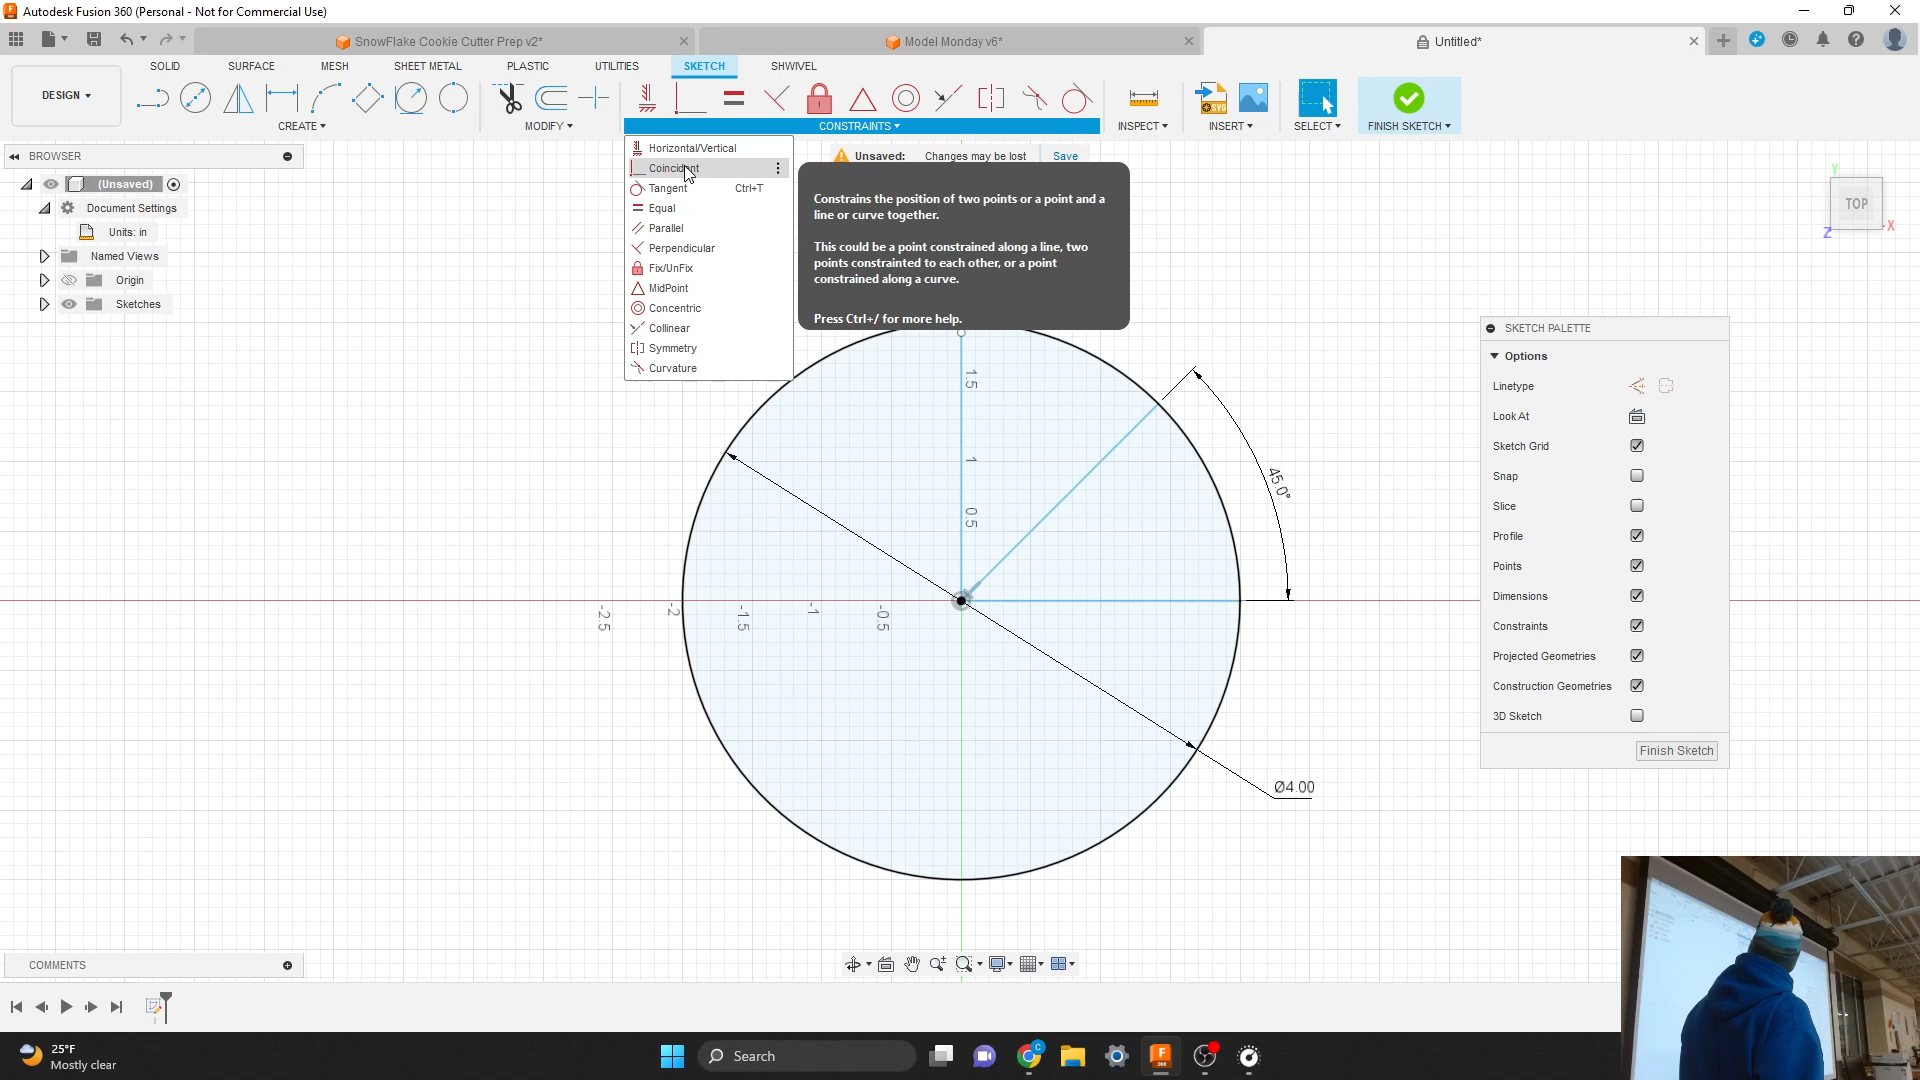 Autodesk Fusion 360 (Personal - Not for Commercial Use)
SnowFlake Cookie Cutter Prep v2*
Model Monday v6*
Untitled*
SOLID
SURFACE
MESH
SHEET METAL
PLASTIC
UTILITIES
SKETCH
SHWIVEL
DESIGN
CREATE
MODIFY
CONSTRAINTS
INSPECT
SVG
INSERT
SELECT
FINISH SKETCH
BROWSER
(Unsaved)
Document Settings
Units: in
Named Views
Origin
Sketches
Horizontal/Vertical
Coincident
Tangent Ctrl+T
Equal
Parallel
Perpendicular
Fix/UnFix
MidPoint
Concentric
Collinear
Symmetry
Curvature
Unsaved: Changes may be lost Save
Constrains the position of two points or a point and a
line or curve together.
This could be a point constrained along a line, two
points constrainted to each other, or a point
constrained along a curve.
Press Ctrl+/ for more help.
Y
TOP
X
Z
1.5
1
0.5
-2.5
-2
-1.5
-1
-0.5
45.0°
Ø4.00
SKETCH PALETTE
Options
Linetype
Look At
Sketch Grid
Snap
Slice
Profile
Points
Dimensions
Constraints
Projected Geometries
Construction Geometries
3D Sketch
Finish Sketch
COMMENTS
25°F
Mostly clear
Search
C
F
360